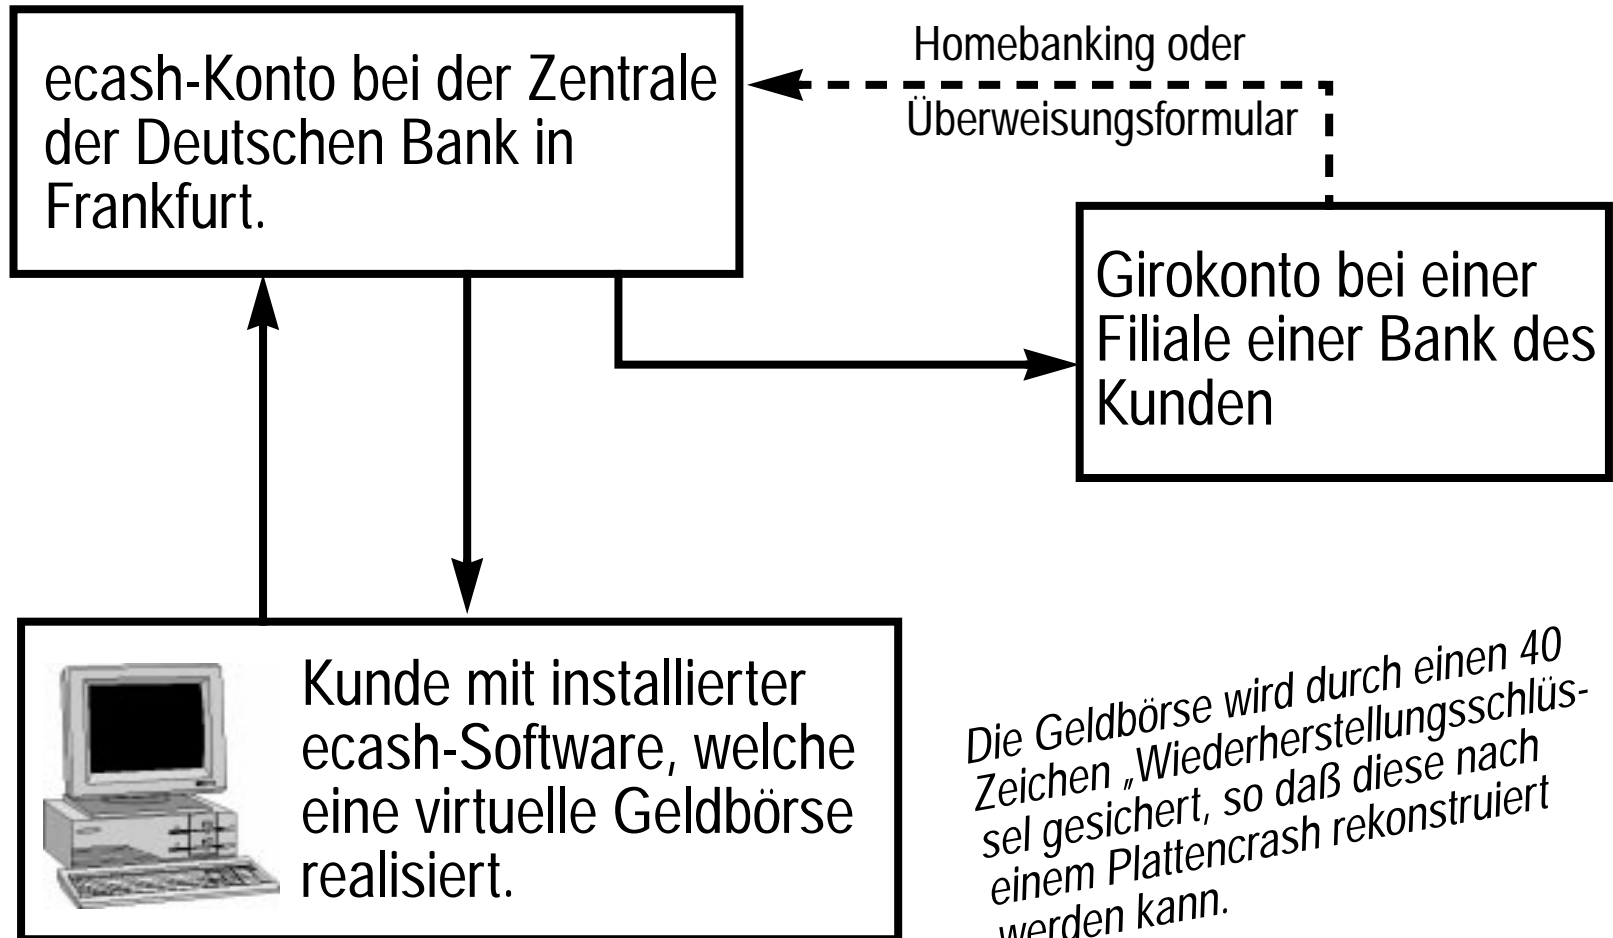 ecash-Konto bei der Zentrale
der Deutschen Bank in
Frankfurt.
Homebanking oder
Überweisungsformular
Girokonto bei einer
Filiale einer Bank des
Kunden
Kunde mit installierter
ecash-Software, welche
eine virtuelle Geldbörse
realisiert.
Die Geldbörse wird durch einen 40
Zeichen „Wiederherstellungsschlüs-
sel gesichert, so daß diese nach
einem Plattencrash rekonstruiert
werden kann.